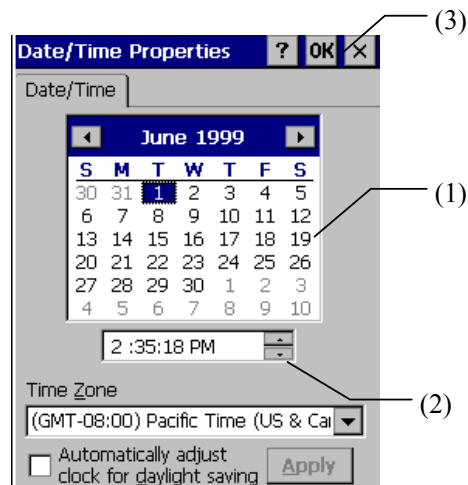 (3)
Date/Time Properties ? OK ×
Date/Time
June 1999
S M T W T F S
30 31 1 2 3 4 5
6 7 8 9 10 11 12
13 14 15 16 17 18 19
(1)
20 21 22 23 24 25 26
27 28 29 30 1 2 3
4 5 6 7 8 9 10
2 :35:18 PM
(2)
Time Zone
(GMT-08:00) Pacific Time (US & Ca
Automatically adjust
clock for daylight saving
Apply